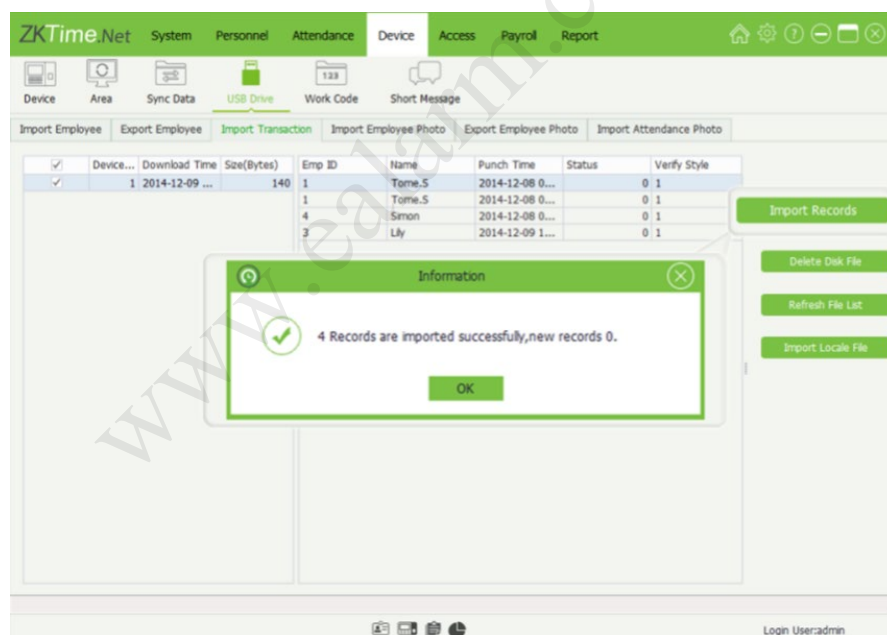 ZKTime.Net System Personnel Attendance Device Access Payroll Report
Device Area Sync Data USB Drive Work Code Short Message
Import Employee Export Employee Import Transaction Import Employee Photo Export Employee Photo Import Attendance Photo
Device... Download Time Size(Bytes) Emp ID Name Punch Time Status Verify Style
1 2014-12-09 ... 140 1 Tome.S 2014-12-08 0... 0 1
1 Tome.S 2014-12-08 0... 0 1
4 Simon 2014-12-08 0... 0 1
3 Lily 2014-12-09 1... 0 1
Import Records
Delete Disk File
Refresh File List
Import Locale File
Information
4 Records are imported successfully,new records 0.
OK
Login User:admin